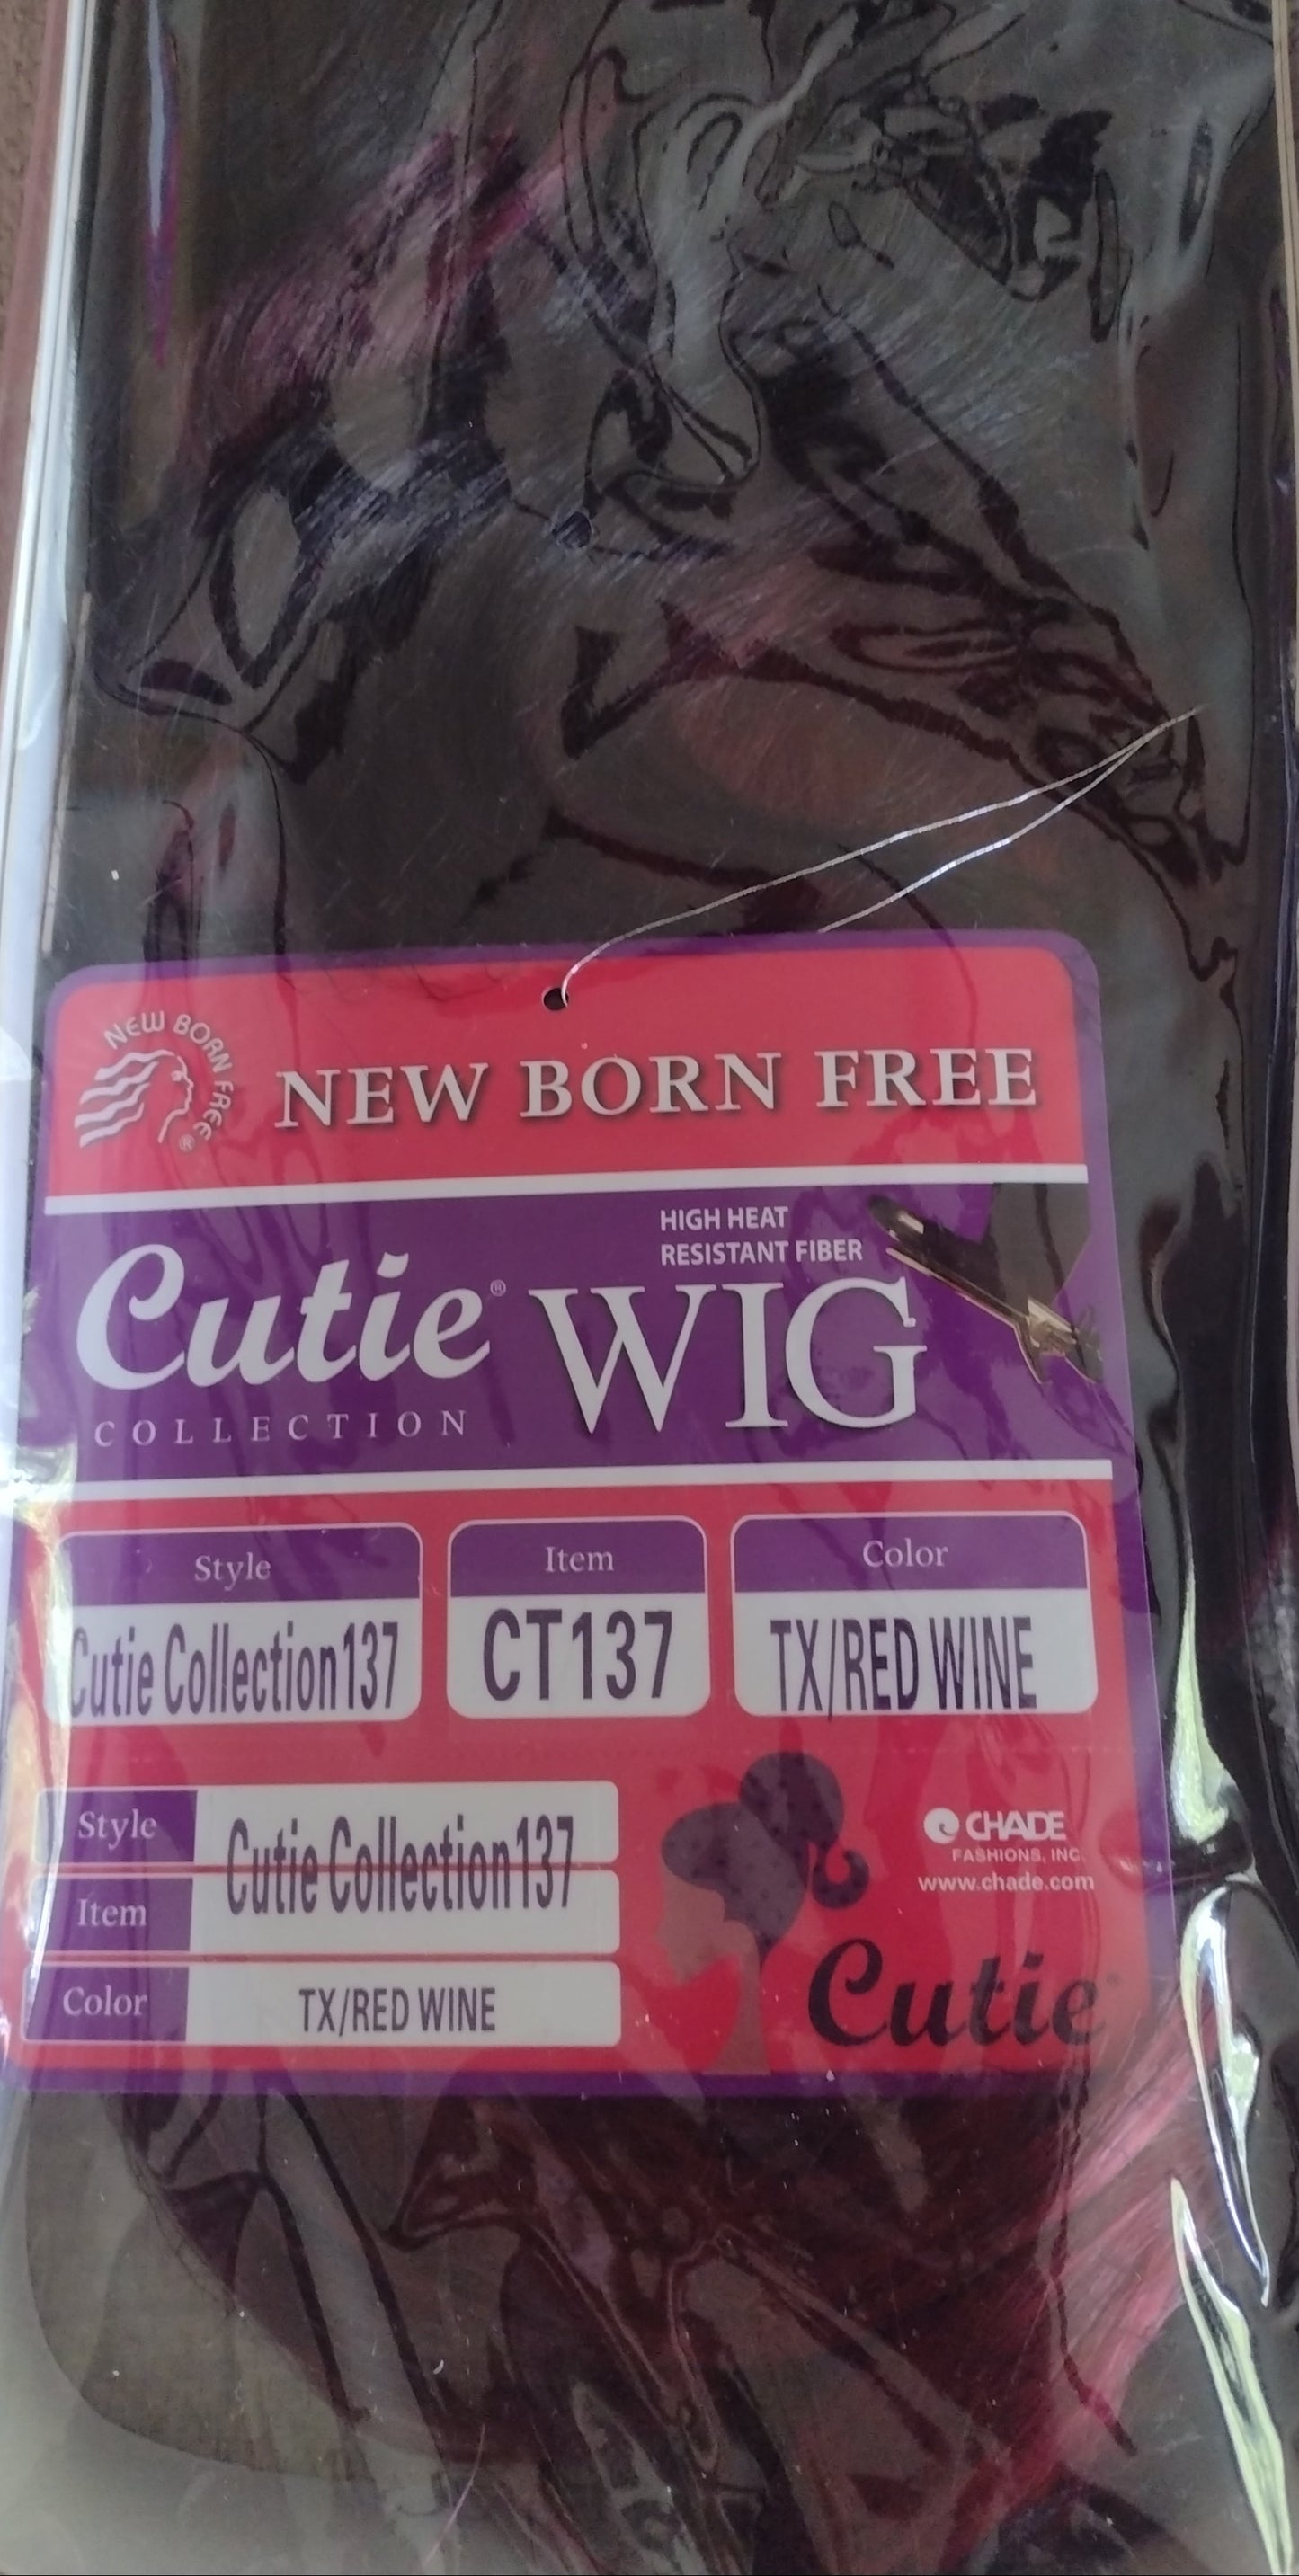 NEW BORN FREE ®
NEW BORN FREE
HIGH HEAT
RESISTANT FIBER
Cutie® WIG
COLLECTION
Style
Cutie Collection137
Item
CT137
Color
TX/RED WINE
Style
Item
Cutie Collection137
Color
TX/RED WINE
CHADE
FASHIONS, INC.
www.chade.com
Cutie